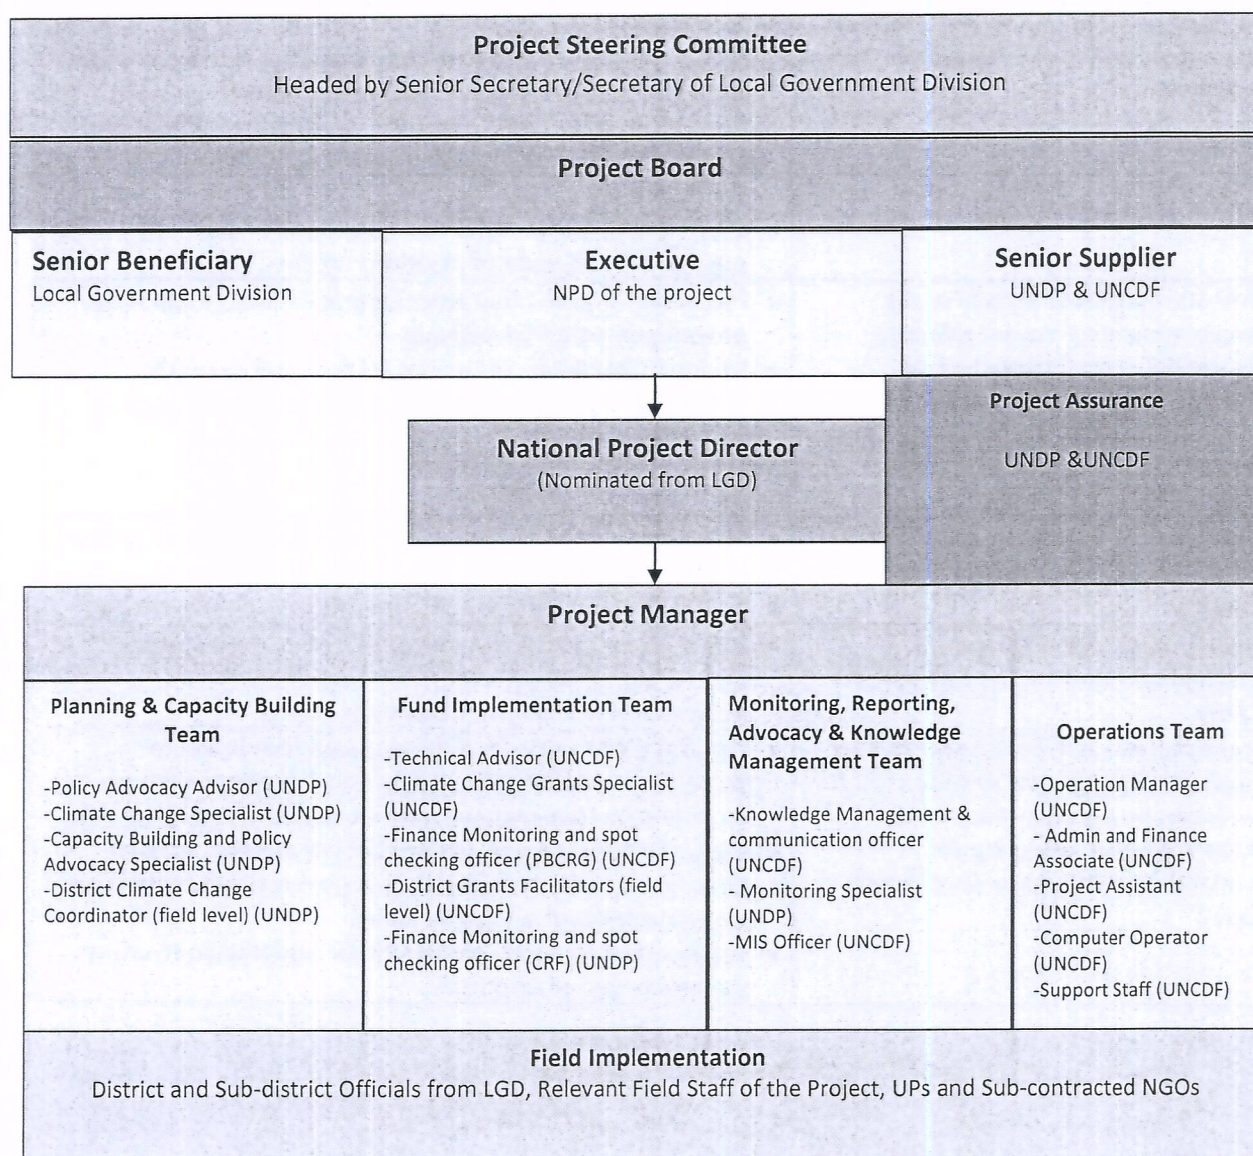 Project Steering Committee
Headed by Senior Secretary/Secretary of Local Government Division
Project Board
Senior Beneficiary
Local Government Division
Executive
NPD of the project
Senior Supplier
UNDP & UNCDF
National Project Director
(Nominated from LGD)
Project Assurance
UNDP &UNCDF
Project Manager
Planning & Capacity Building
Team
-Policy Advocacy Advisor (UNDP)
-Climate Change Specialist (UNDP)
-Capacity Building and Policy
Advocacy Specialist (UNDP)
-District Climate Change
Coordinator (field level) (UNDP)
Fund Implementation Team
-Technical Advisor (UNCDF)
-Climate Change Grants Specialist
(UNCDF)
-Finance Monitoring and spot
checking officer (PBCRG) (UNCDF)
-District Grants Facilitators (field
level) (UNCDF)
-Finance Monitoring and spot
checking officer (CRF) (UNDP)
Monitoring, Reporting,
Advocacy & Knowledge
Management Team
-Knowledge Management &
communication officer
(UNCDF)
-Monitoring Specialist
(UNDP)
-MIS Officer (UNCDF)
Operations Team
-Operation Manager
(UNCDF)
- Admin and Finance
Associate (UNCDF)
-Project Assistant
(UNCDF)
-Computer Operator
(UNCDF)
-Support Staff (UNCDF)
Field Implementation
District and Sub-district Officials from LGD, Relevant Field Staff of the Project, UPs and Sub-contracted NGOs